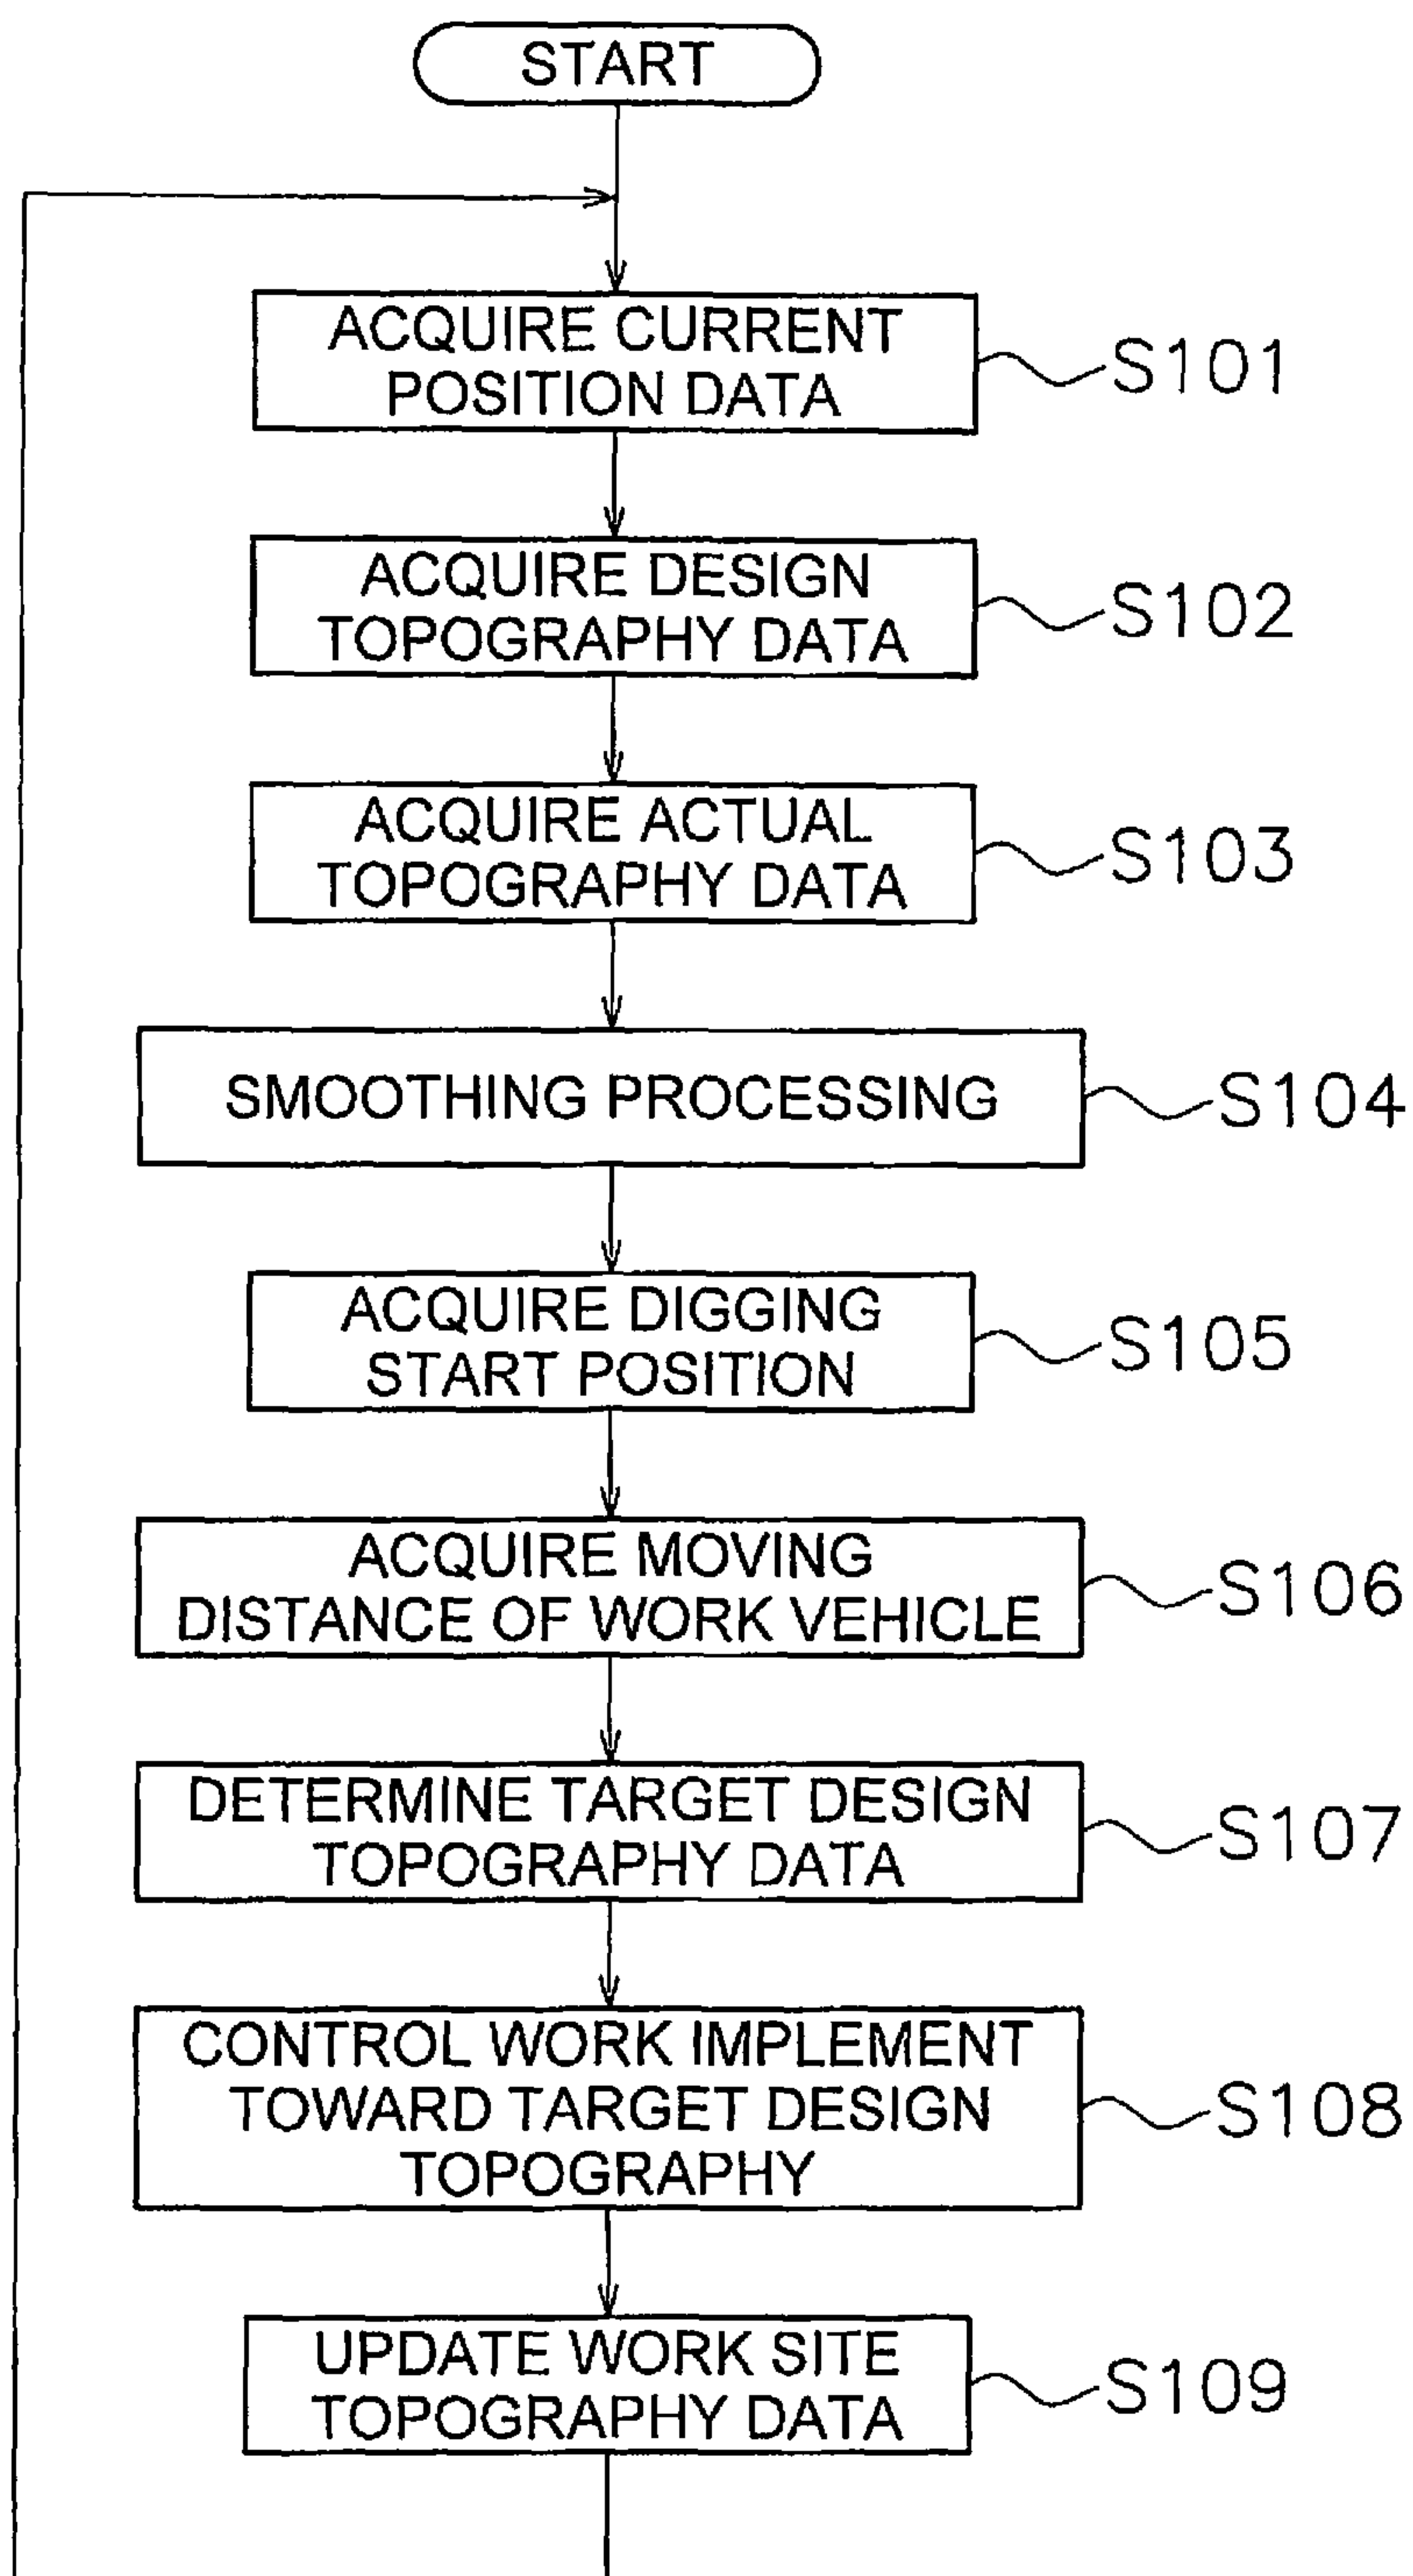 START
ACQUIRE CURRENT
POSITION DATA
S101
ACQUIRE DESIGN
TOPOGRAPHY DATA
S102
ACQUIRE ACTUAL
TOPOGRAPHY DATA
S103
SMOOTHING PROCESSING
S104
ACQUIRE DIGGING
START POSITION
S105
ACQUIRE MOVING
DISTANCE OF WORK VEHICLE
S106
DETERMINE TARGET DESIGN
TOPOGRAPHY DATA
S107
CONTROL WORK IMPLEMENT
TOWARD TARGET DESIGN
TOPOGRAPHY
S108
UPDATE WORK SITE
TOPOGRAPHY DATA
S109